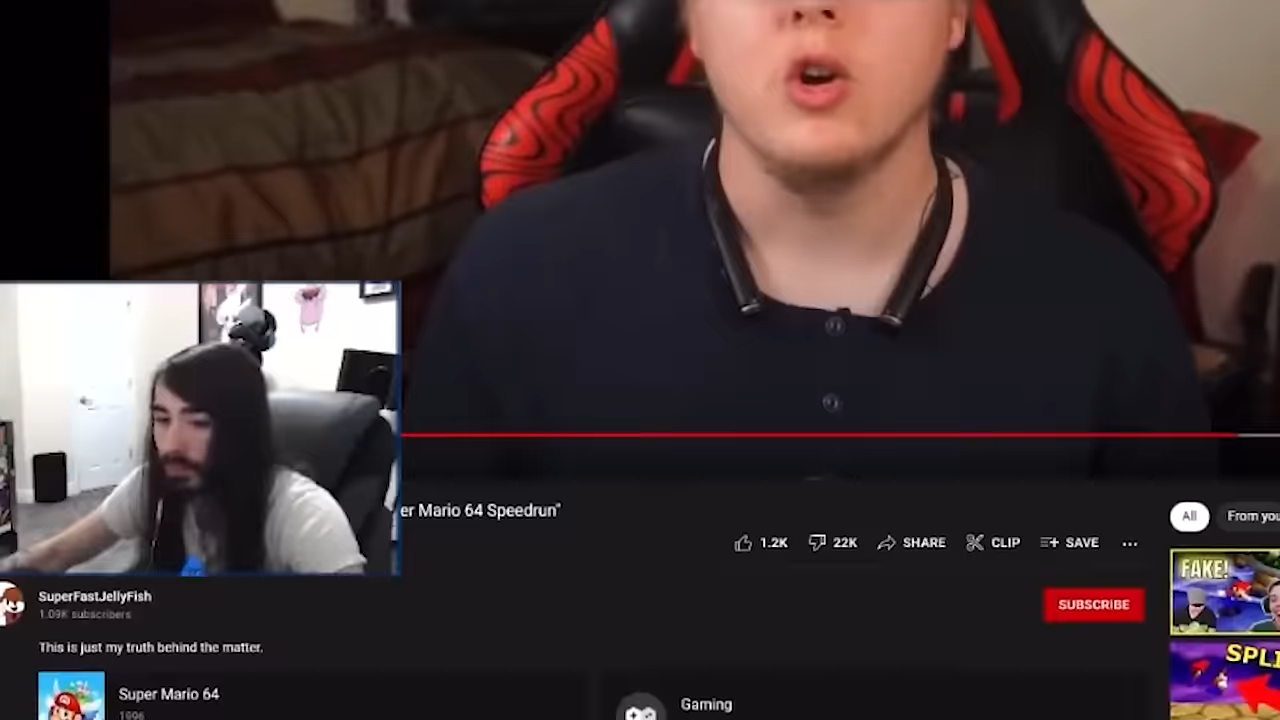 er Mario 64 Speedrun"
All
From you
1.2K
22K
SHARE
CLIP
SAVE
FAKE!
SuperFastJellyFish
1.09K subscribers
SUBSCRIBE
This is just my truth behind the matter.
SPLI
Super Mario 64
1996
Gaming